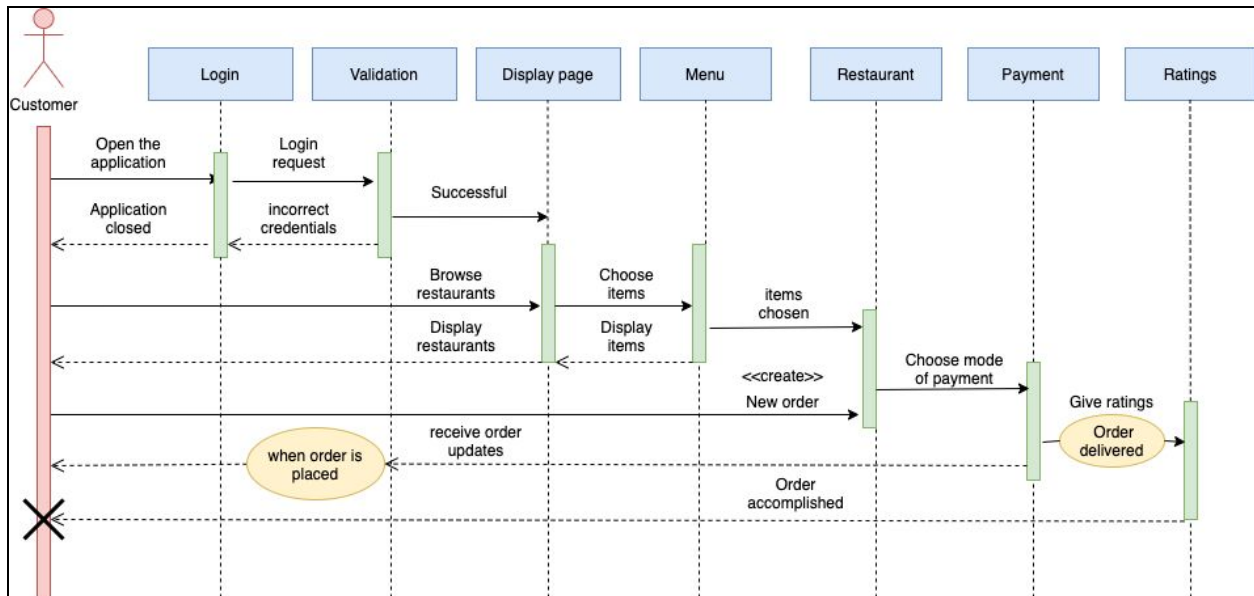 Customer
Login
Validation
Display page
Menu
Restaurant
Payment
Ratings
Open the
application
Login
request
Successful
Application
closed
incorrect
credentials
Browse
restaurants
Choose
items
items
chosen
Display
restaurants
Display
items
Choose mode
of payment
<<create>>
New order
Give ratings
Order
delivered
receive order
updates
when order is
placed
Order
accomplished